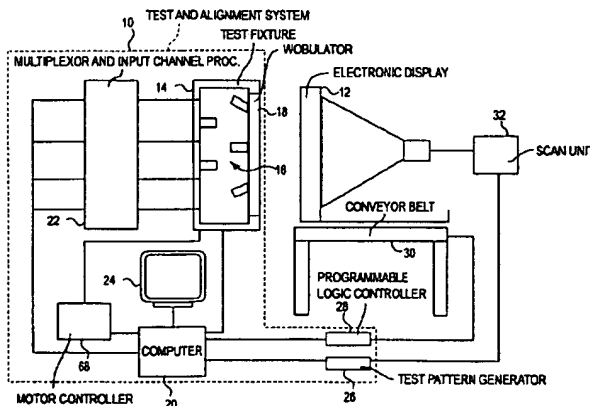 TEST AND ALIGNMENT SYSTEM
10
TEST FIXTURE
WOBULATOR
MULTIPLEXOR AND INPUT CHANNEL PROC.
14
18
ELECTRONIC DISPLAY
12
32
SCAN UNIT
16
CONVEYOR BELT
22
30
24
PROGRAMMABLE
LOGIC CONTROLLER
28
COMPUTER
68
MOTOR CONTROLLER
20
26
TEST PATTERN GENERATOR